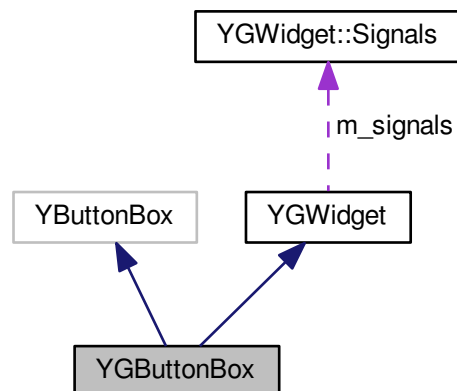 YGWidget::Signals
m_signals
YButtonBox
YGWidget
YGButtonBox